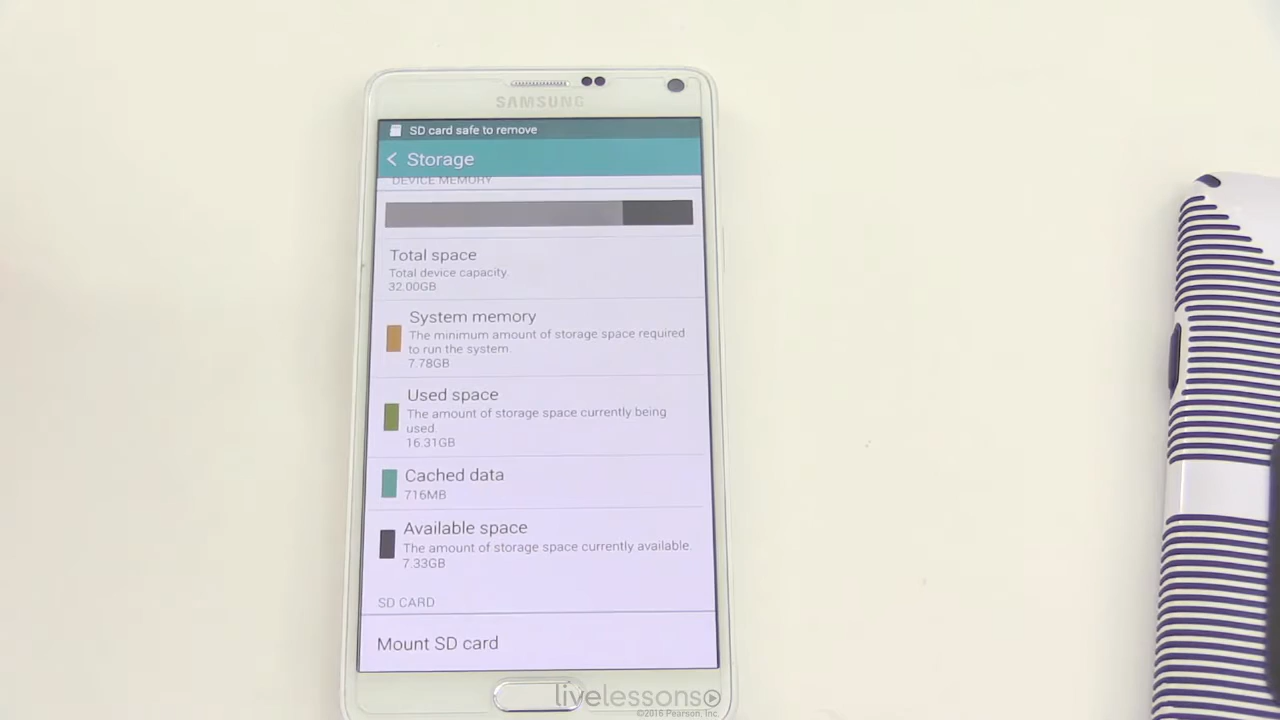 SAMSUNG
SD card safe to remove
Storage
DEVICE MEMORY
Total space
Total device capacity.
32.00GB
System memory
The minimum amount of storage space required
to run the system.
7.78GB
Used space
The amount of storage space currently being
used.
16.31GB
Cached data
716MB
Available space
The amount of storage space currently available.
7.33GB
SD CARD
Mount SD card
livelessons
©2016 Pearson, Inc.